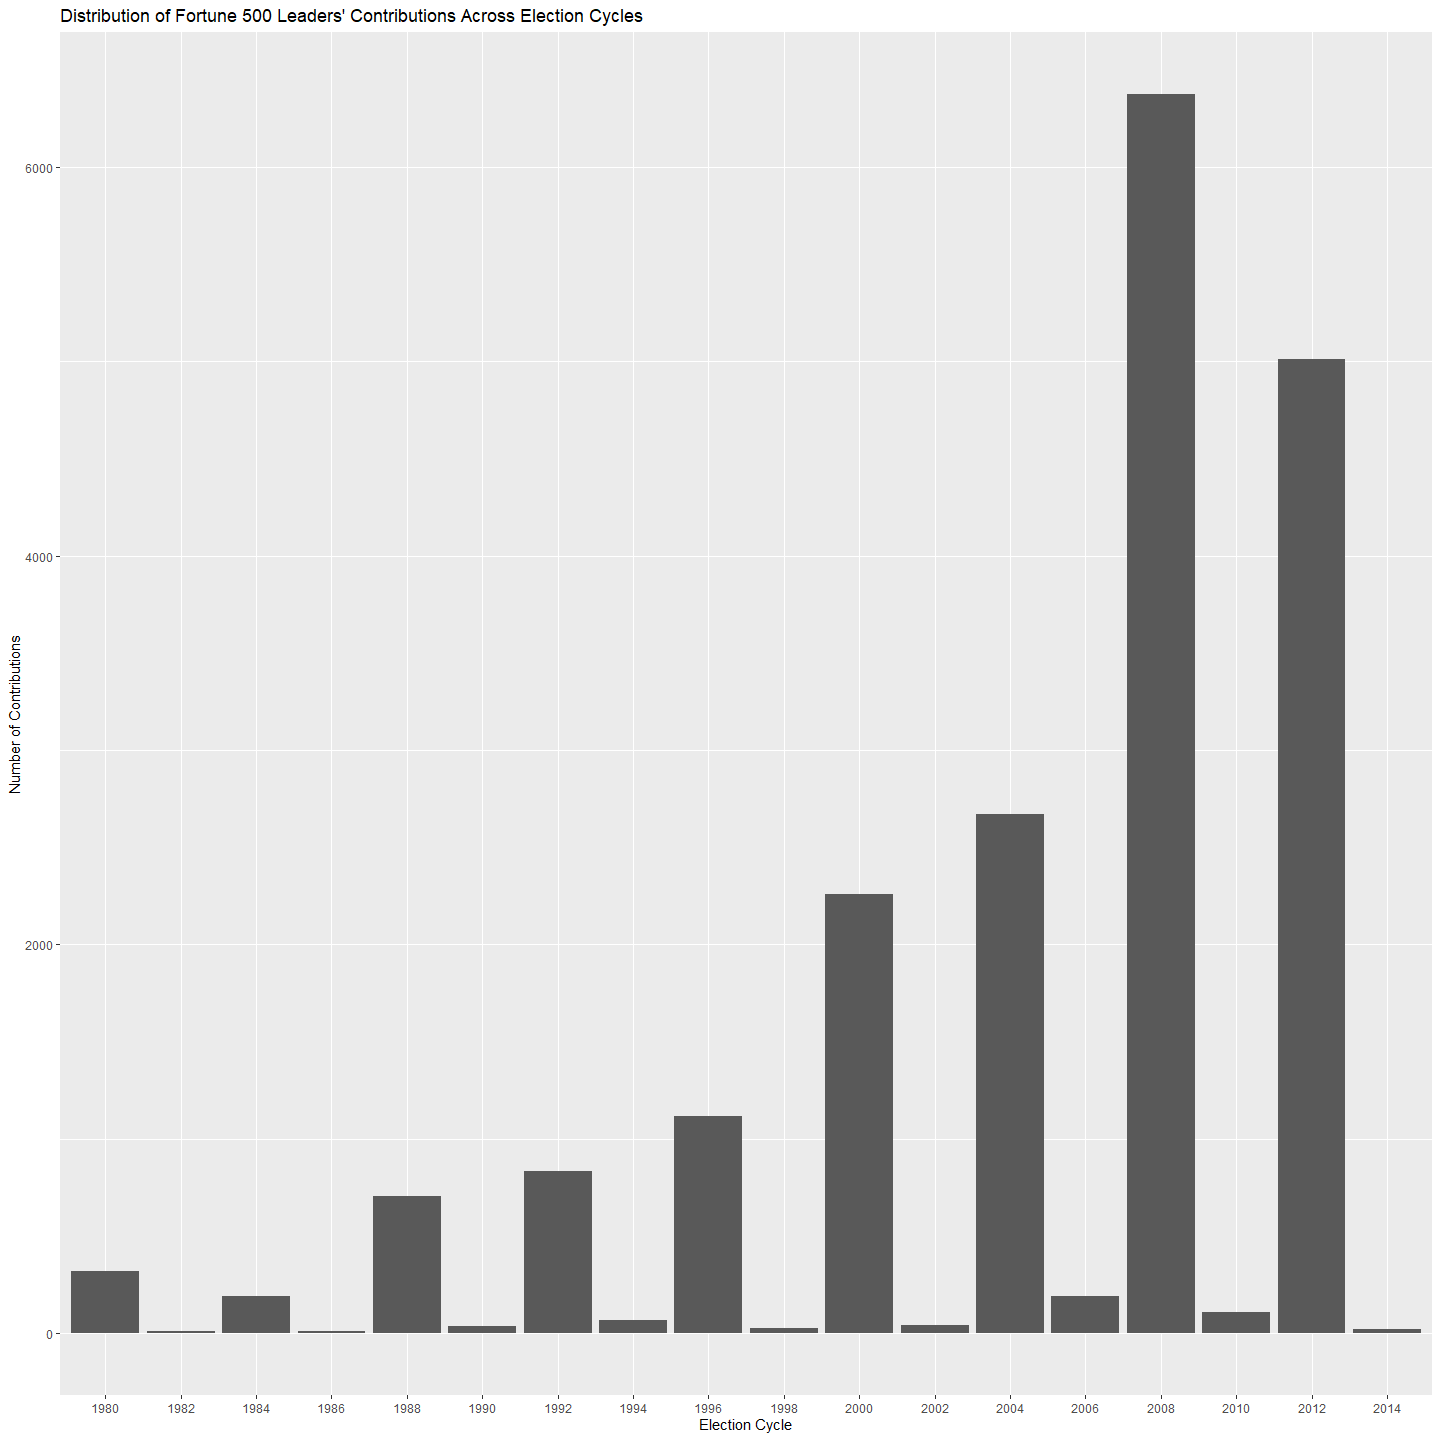 Distribution of Fortune 500 Leaders' Contributions Across Election Cycles
Number of Contributions
6000
4000
2000
0
1980 1982 1984 1986 1988 1990 1992 1994 1996 1998 2000 2002 2004 2006 2008 2010 2012 2014
Election Cycle